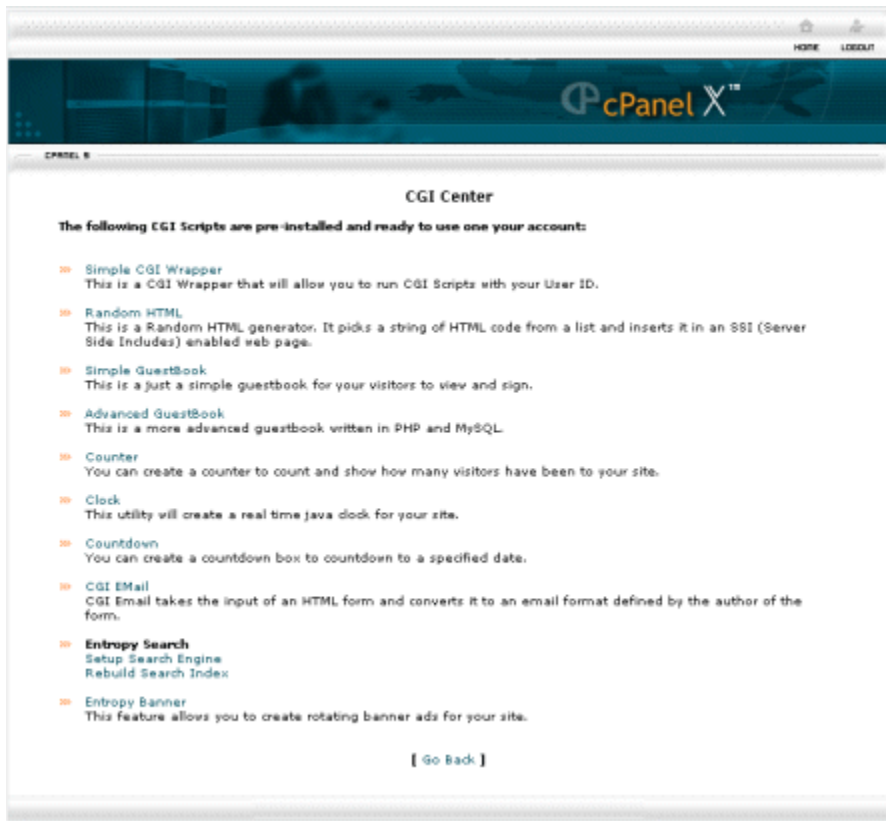 HOME LOGOUT
cPanel X™
CPANEL 9
CGI Center
The following CGI Scripts are pre-installed and ready to use one your account:
Simple CGI Wrapper
This is a CGI Wrapper that will allow you to run CGI Scripts with your User ID.
Random HTML
This is a Random HTML generator. It picks a string of HTML code from a list and inserts it in an SSI (Server
Side Includes) enabled web page.
Simple GuestBook
This is a just a simple guestbook for your visitors to view and sign.
Advanced GuestBook
This is a more advanced guestbook written in PHP and MySQL.
Counter
You can create a counter to count and show how many visitors have been to your site.
Clock
This utility will create a real time java clock for your site.
Countdown
You can create a countdown box to countdown to a specified date.
CGI EMail
CGI Email takes the input of an HTML form and converts it to an email format defined by the author of the
form.
Entropy Search
Setup Search Engine
Rebuild Search Index
Entropy Banner
This feature allows you to create rotating banner ads for your site.
[ Go Back ]